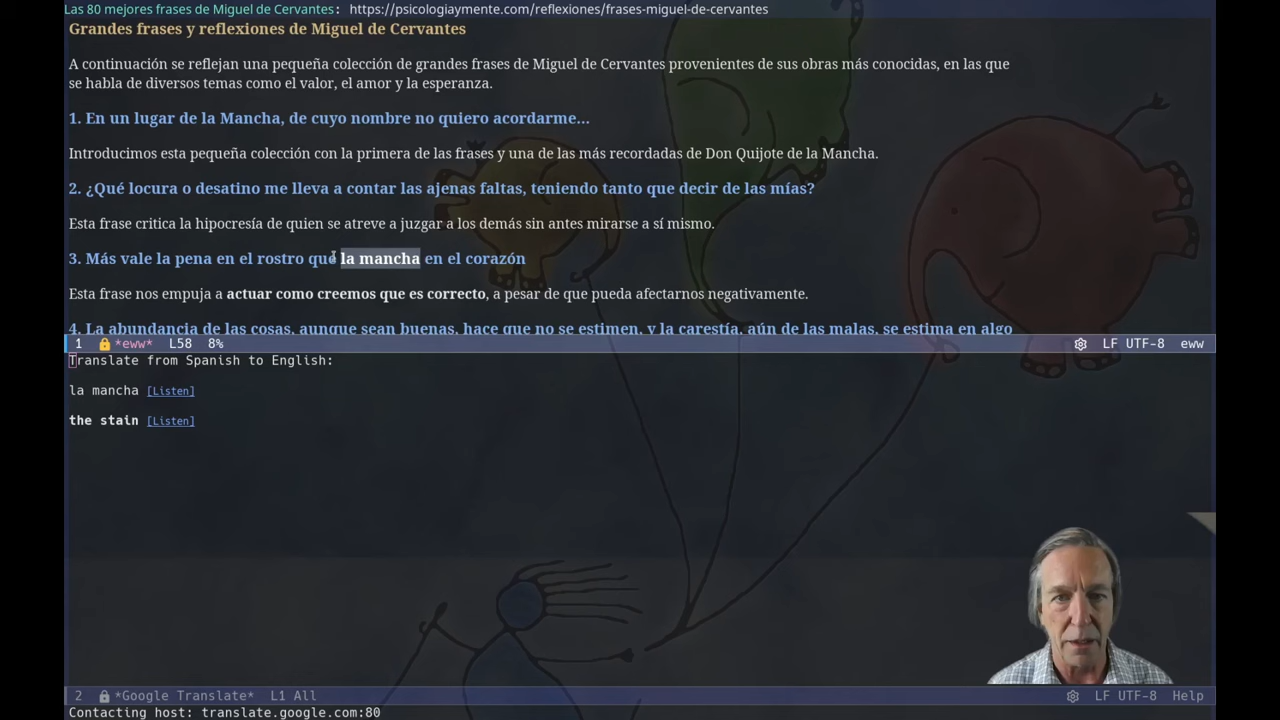 Las 80 mejores frases de Miguel de Cervantes: https://psicologiaymente.com/reflexiones/frases-miguel-de-cervantes
Grandes frases y reflexiones de Miguel de Cervantes
A continuación se reflejan una pequeña colección de grandes frases de Miguel de Cervantes provenientes de sus obras más conocidas, en las que
se habla de diversos temas como el valor, el amor y la esperanza.
1. En un lugar de la Mancha, de cuyo nombre no quiero acordarme...
Introducimos esta pequeña colección con la primera de las frases y una de las más recordadas de Don Quijote de la Mancha.
2. ¿Qué locura o desatino me lleva a contar las ajenas faltas, teniendo tanto que decir de las mías?
Esta frase critica la hipocresía de quien se atreve a juzgar a los demás sin antes mirarse a sí mismo.
3. Más vale la pena en el rostro que la mancha en el corazón
Esta frase nos empuja a actuar como creemos que es correcto, a pesar de que pueda afectarnos negativamente.
4. La abundancia de las cosas, aunque sean buenas, hace que no se estimen, y la carestía, aún de las malas, se estima en algo
1 *eww* L58 8% LF UTF-8 eww
Translate from Spanish to English:
la mancha [Listen]
the stain [Listen]
2 *Google Translate* L1 All LF UTF-8 Help
Contacting host: translate.google.com:80